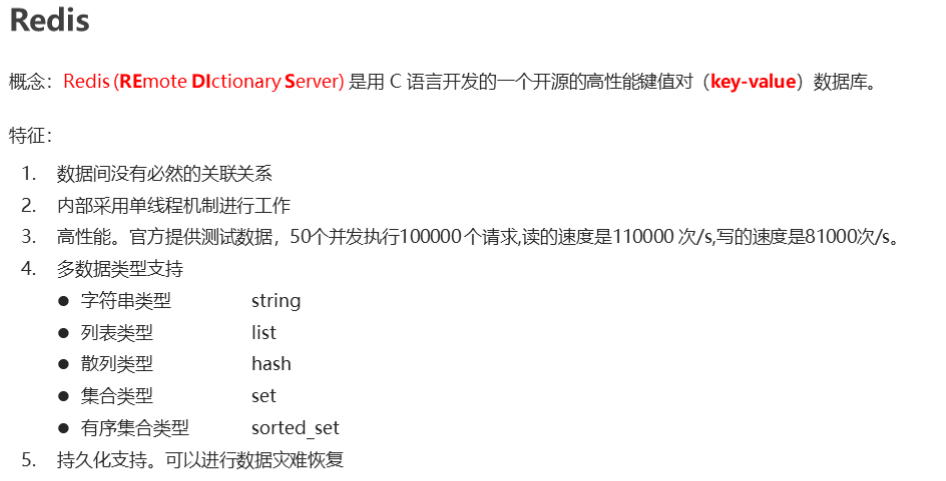 Redis
概念：Redis (REmote DIctionary Server) 是用 C 语言开发的一个开源的高性能键值对（key-value）数据库。
特征：
1. 数据间没有必然的关联关系
2. 内部采用单线程机制进行工作
3. 高性能。官方提供测试数据，50个并发执行100000 个请求,读的速度是110000 次/s,写的速度是81000次/s。
4. 多数据类型支持
● 字符串类型 string
● 列表类型 list
● 散列类型 hash
● 集合类型 set
● 有序集合类型 sorted_set
5. 持久化支持。可以进行数据灾难恢复